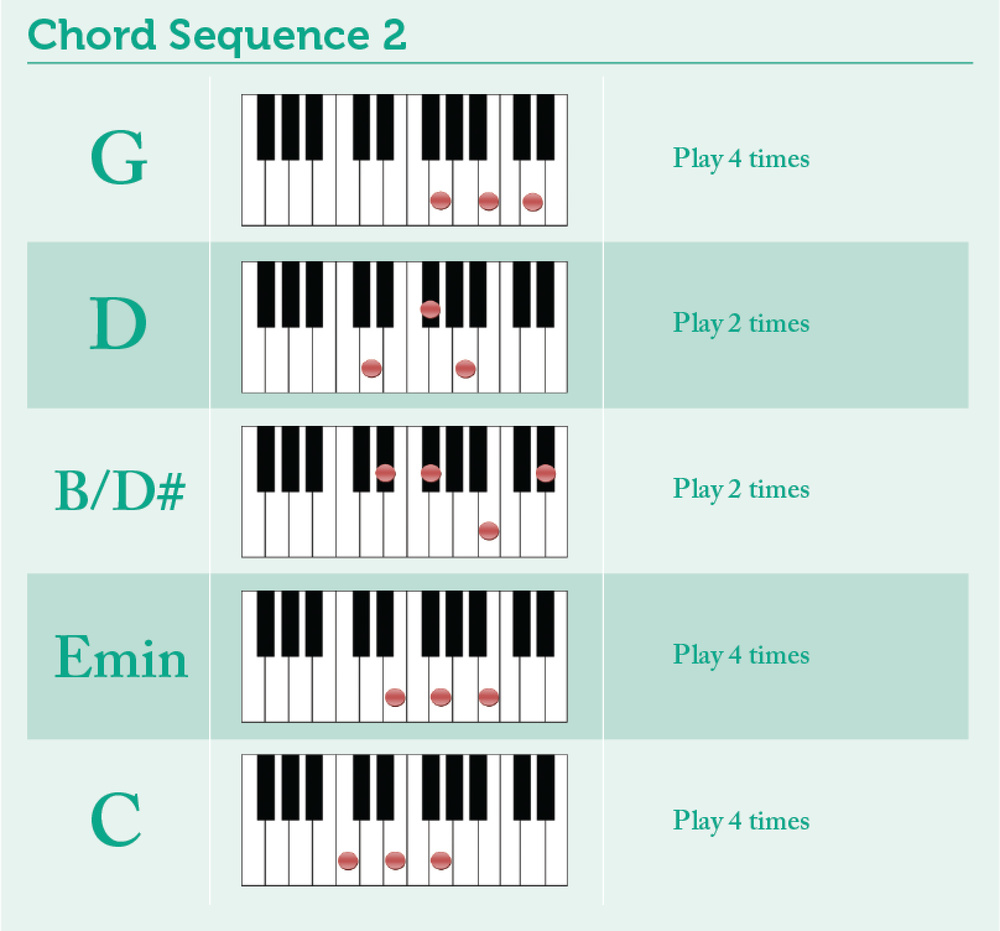 Chord Sequence 2
G
Play 4 times
D
Play 2 times
B/D#
Play 2 times
Emin
Play 4 times
C
Play 4 times